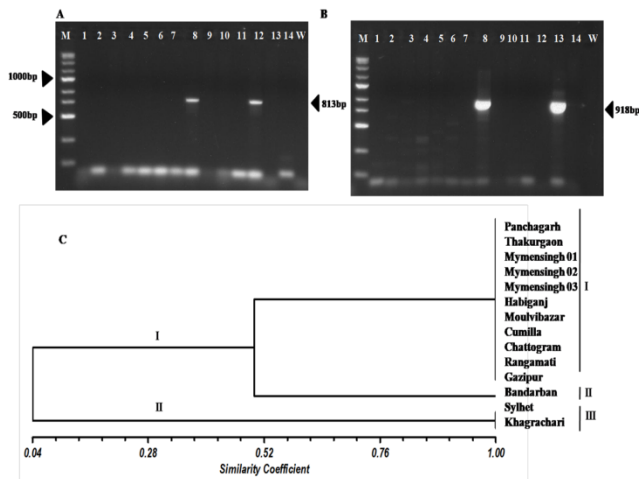 A
M 1 2 3 4 5 6 7 8 9 10 11 12 13 14 W
1000bp
500bp
813bp
B
M 1 2 3 4 5 6 7 8 9 10 11 12 13 14 W
918bp
C
Panchagarh
Thakurgaon
Mymensingh 01
Mymensingh 02
Mymensingh 03
I
Habiganj
Moulvibazar
Cumilla
Chattogram
Rangamati
Gazipur
Bandarban
II
Sylhet
Khagrachari
III
I
II
0.04 0.28 0.52 0.76 1.00
Similarity Coefficient